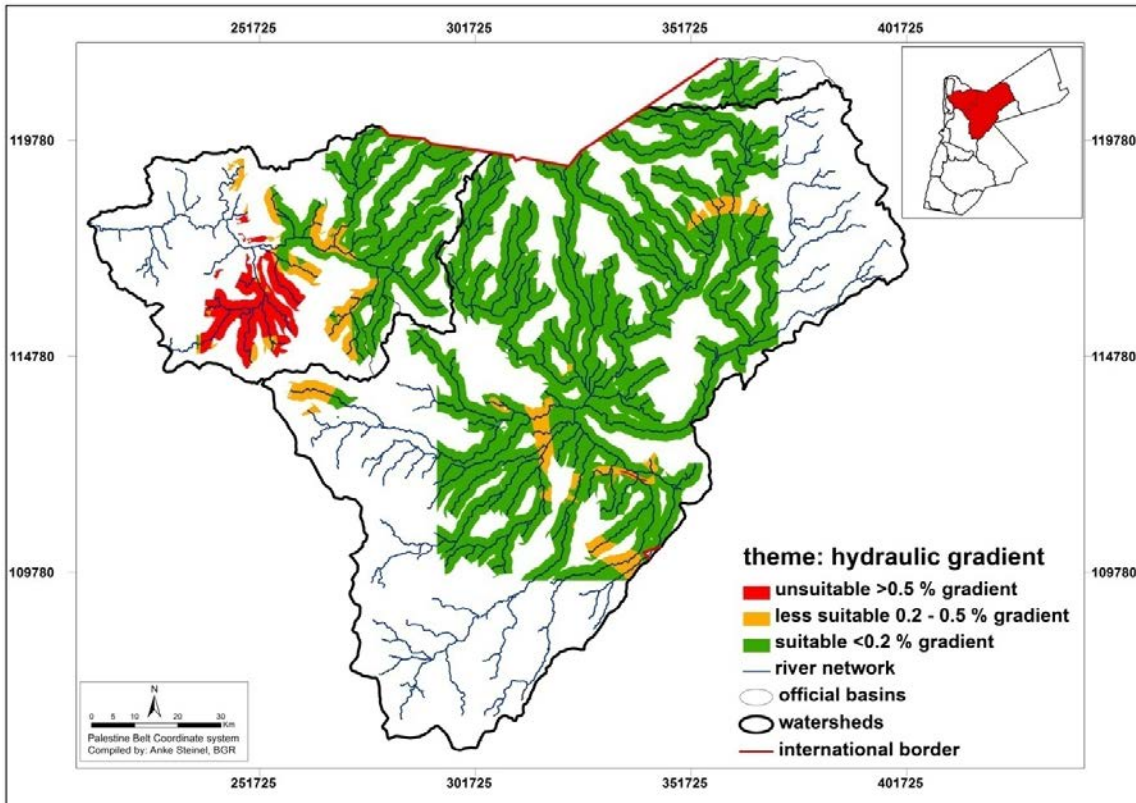 251725 301725 351725 401725
119780 119780
114780 114780
109780 109780
theme: hydraulic gradient
unsuitable >0.5 % gradient
less suitable 0.2 - 0.5 % gradient
suitable <0.2 % gradient
river network
official basins
watersheds
international border
N
0 5 10 20 30
Km
Palestine Belt Coordinate system
Compiled by: Anke Steinel, BGR
251725 301725 351725 401725